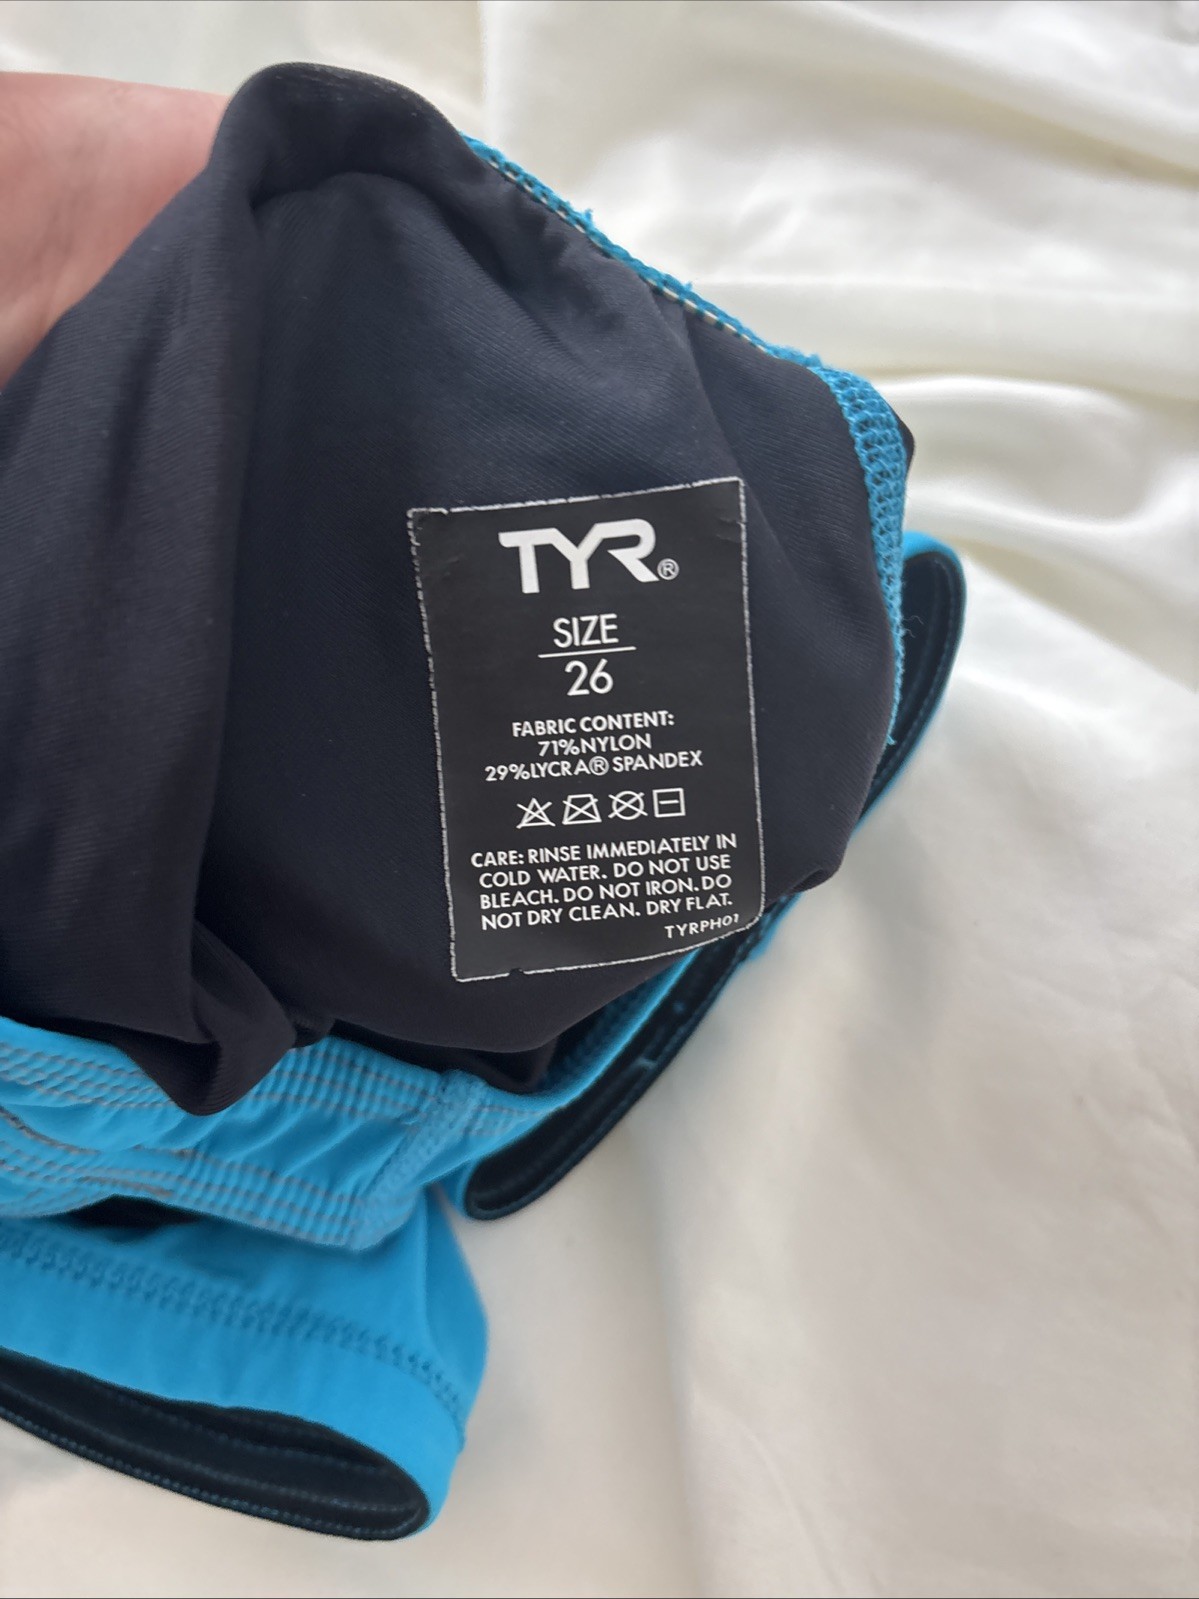 TYR®
SIZE
26
FABRIC CONTENT:
71%NYLON
29%LYCRA® SPANDEX
CARE: RINSE IMMEDIATELY IN
COLD WATER. DO NOT USE
BLEACH. DO NOT IRON. DO
NOT DRY CLEAN. DRY FLAT.
TYRPH01